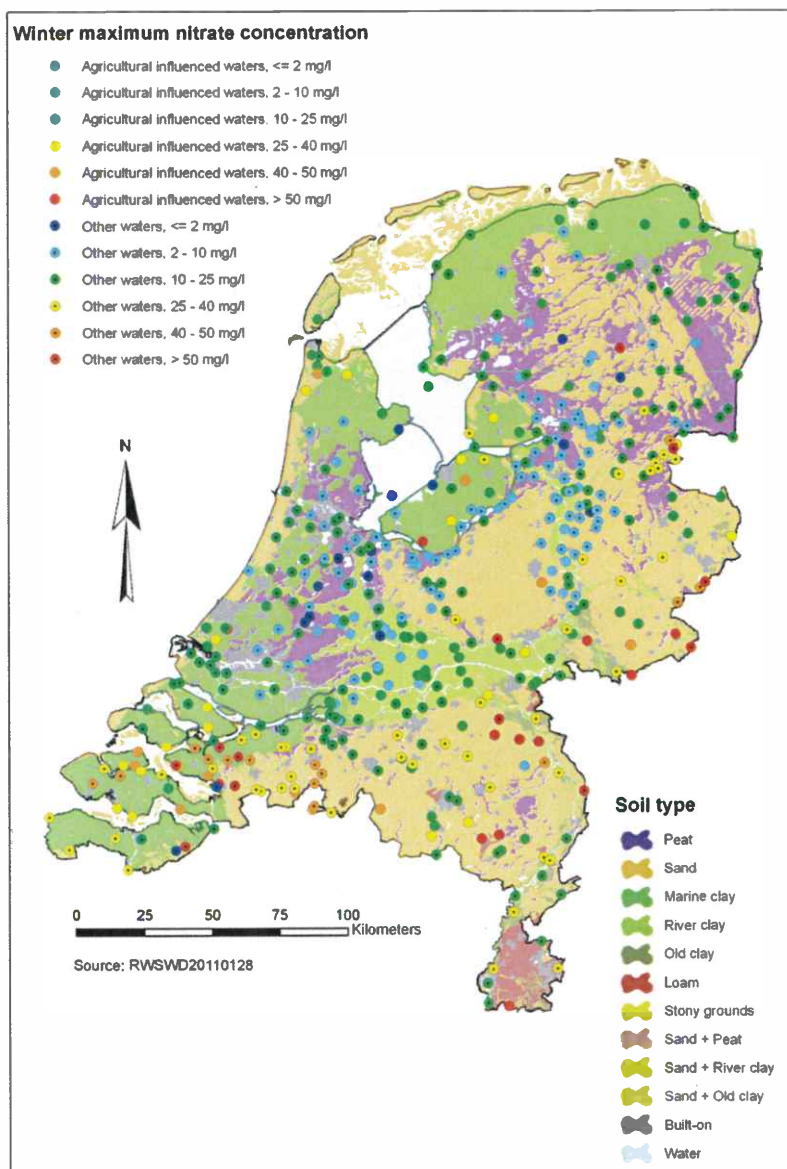 Winter maximum nitrate concentration
Agricultural influenced waters, <= 2 mg/l
Agricultural influenced waters, 2 - 10 mg/l
Agricultural influenced waters, 10 - 25 mg/l
Agricultural influenced waters, 25 - 40 mg/l
Agricultural influenced waters, 40 - 50 mg/l
Agricultural influenced waters, > 50 mg/l
Other waters, <= 2 mg/l
Other waters, 2 - 10 mg/l
Other waters, 10 - 25 mg/l
Other waters, 25 - 40 mg/l
Other waters, 40 - 50 mg/l
Other waters, > 50 mg/l
N
0 25 50 75 100
Kilometers
Source: RWSWD20110128
Soil type
Peat
Sand
Marine clay
River clay
Old clay
Loam
Stony grounds
Sand + Peat
Sand + River clay
Sand + Old clay
Built-on
Water